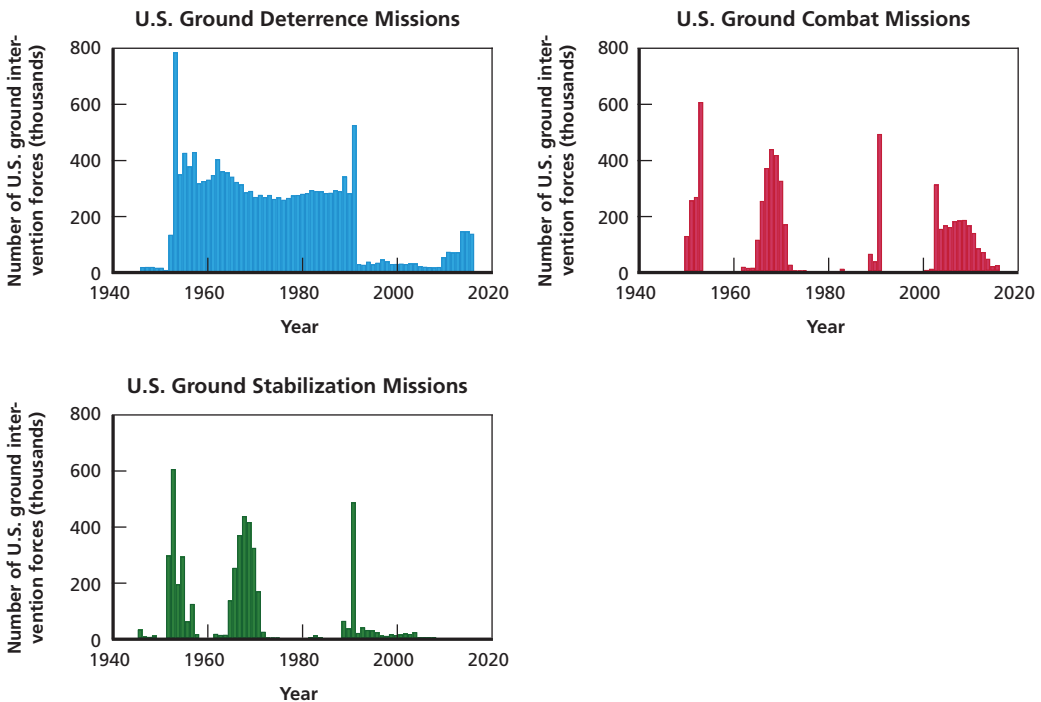 U.S. Ground Deterrence Missions
Number of U.S. ground inter-
vention forces (thousands)
800
600
400
200
0
1940
1960
1980
2000
2020
Year
U.S. Ground Combat Missions
Number of U.S. ground inter-
vention forces (thousands)
800
600
400
200
0
1940
1960
1980
2000
2020
Year
U.S. Ground Stabilization Missions
Number of U.S. ground inter-
vention forces (thousands)
800
600
400
200
0
1940
1960
1980
2000
2020
Year